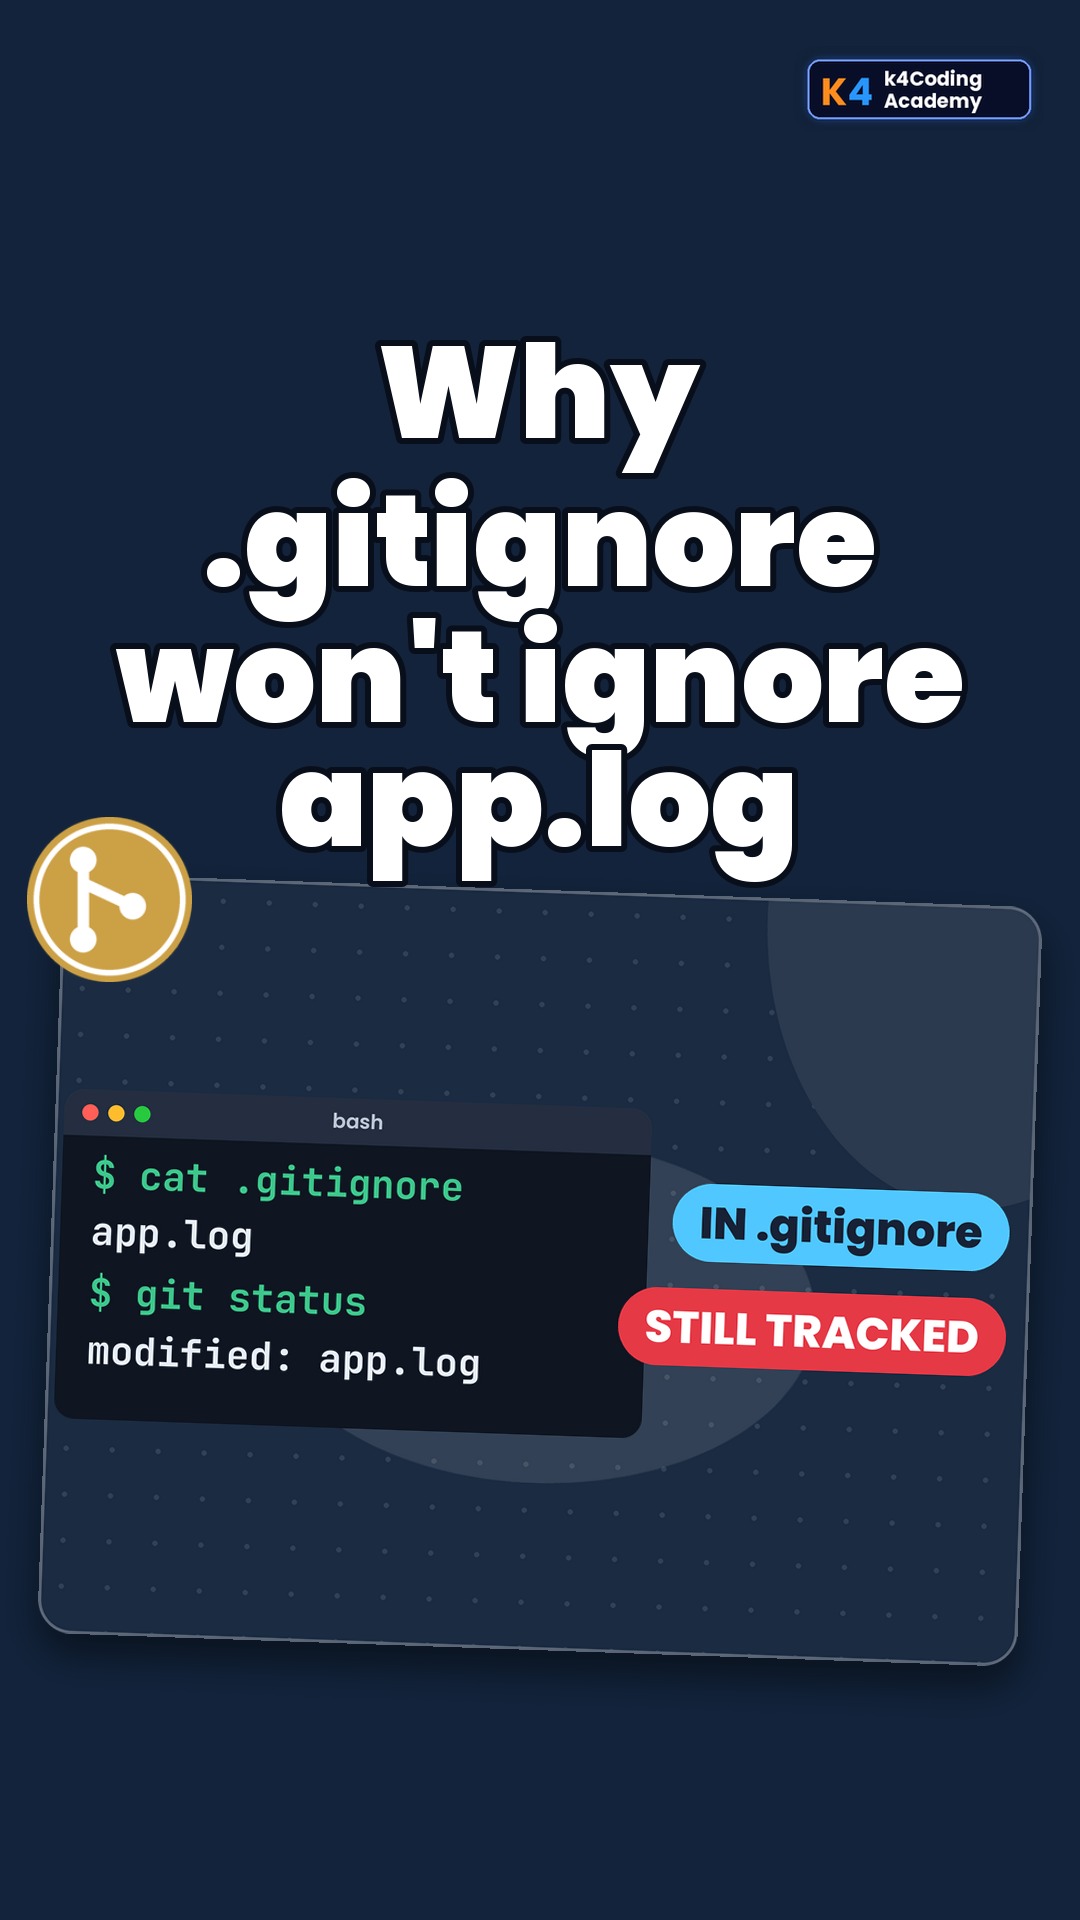 K4 k4Coding
Academy
Why
.gitignore
won't ignore
app.log
bash
$ cat .gitignore
app.log
$ git status
modified: app.log
IN .gitignore
STILL TRACKED